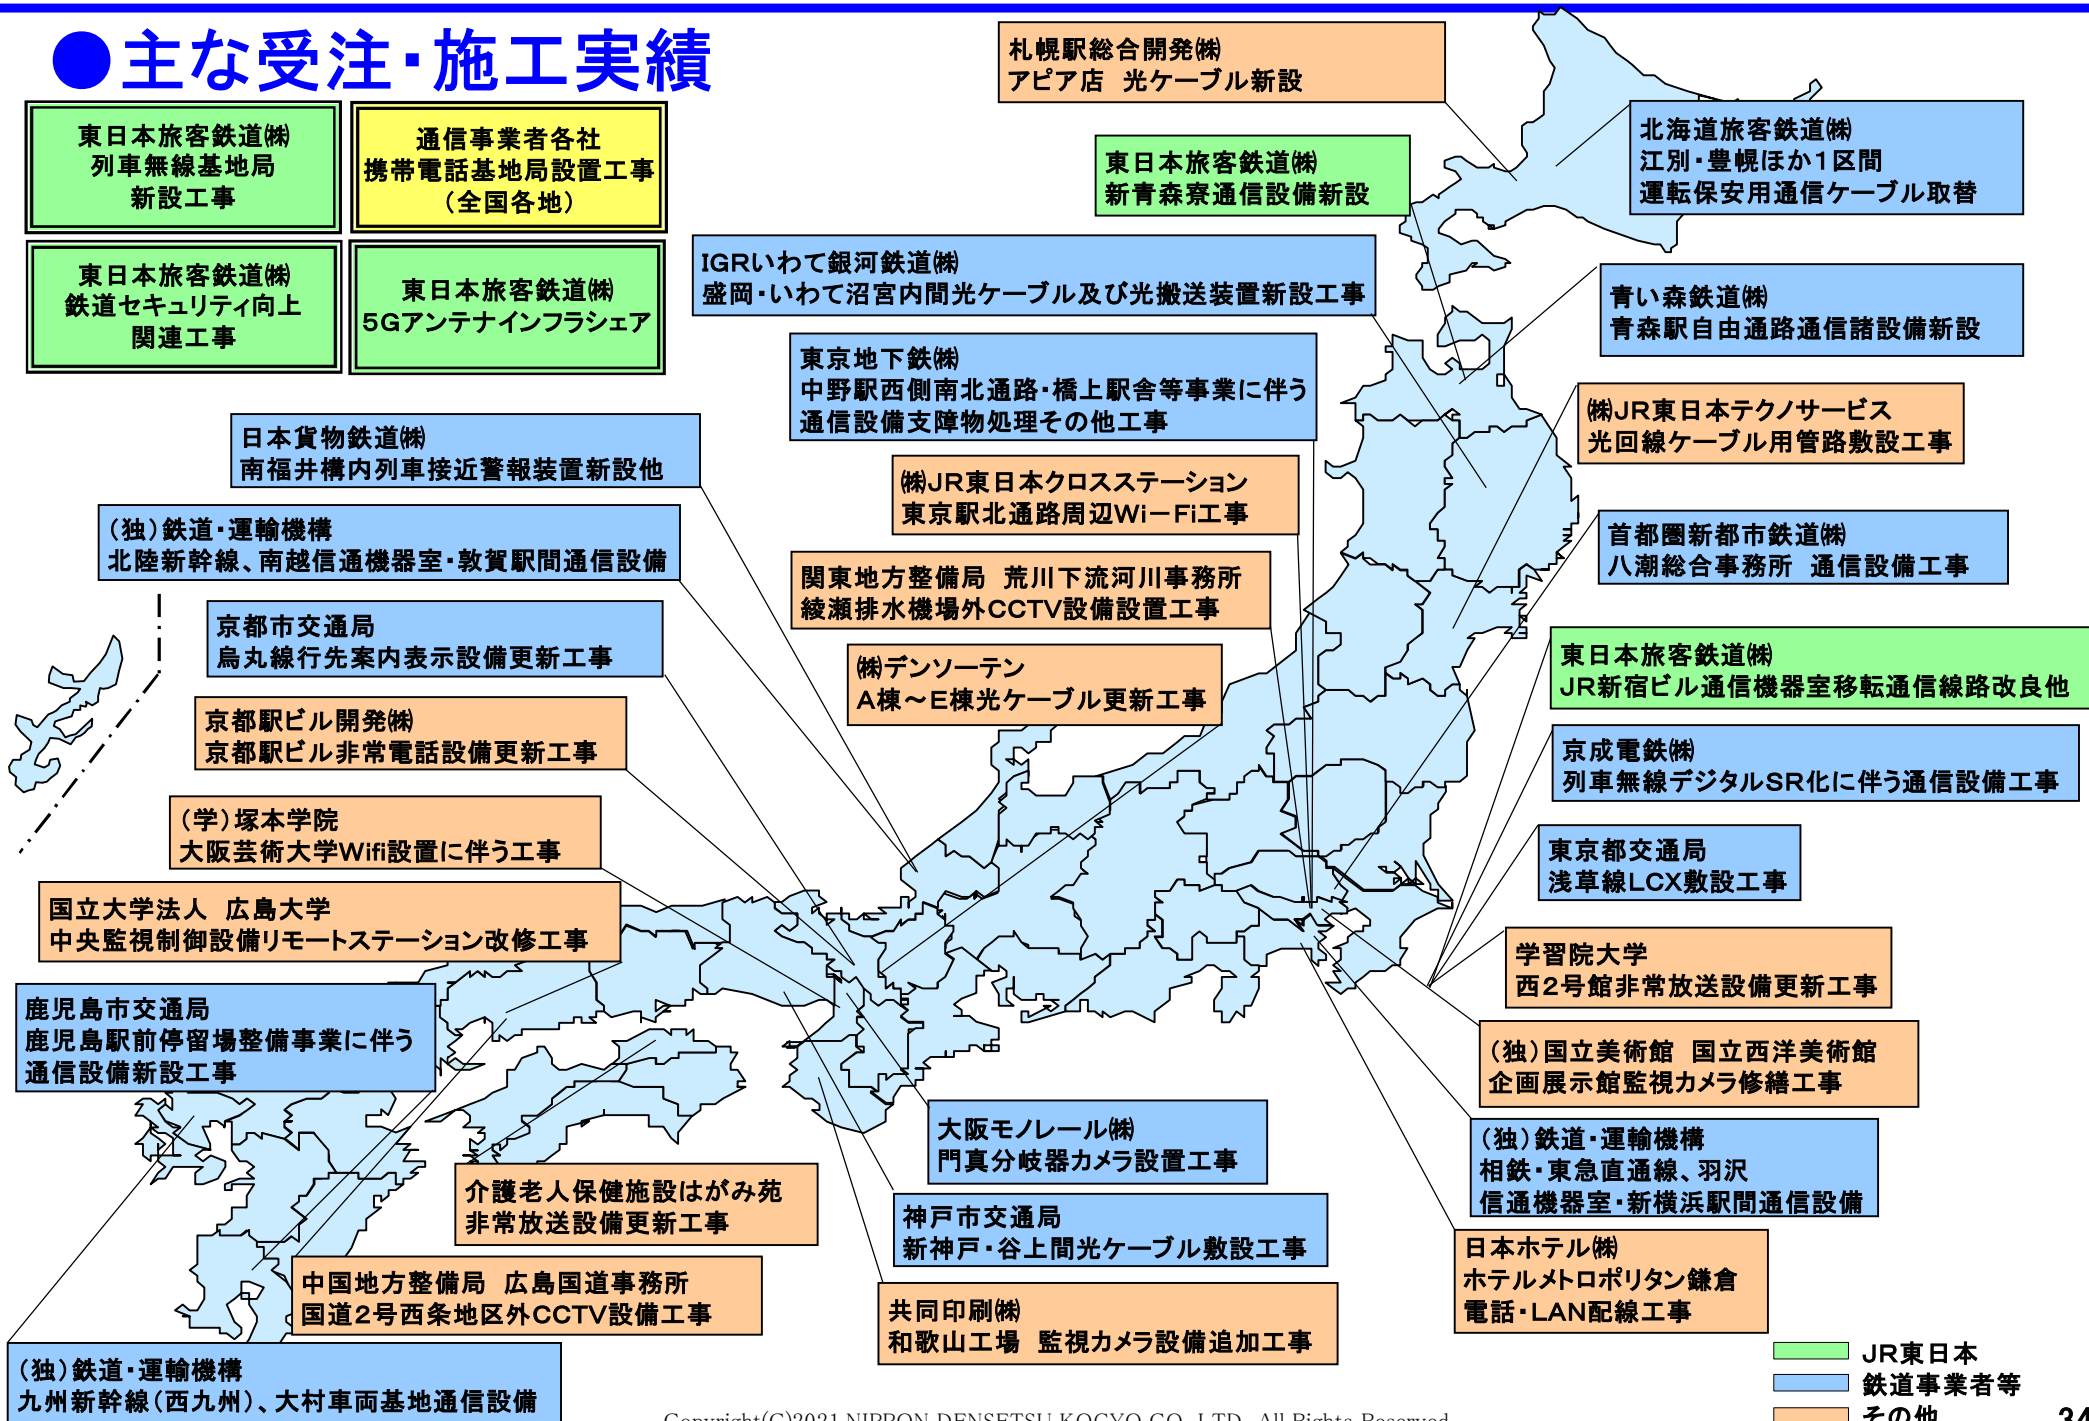 ●主な受注・施工実績
東日本旅客鉄道㈱
列車無線基地局
新設工事
通信事業者各社
携帯電話基地局設置工事
（全国各地）
東日本旅客鉄道㈱
鉄道セキュリティ向上
関連工事
東日本旅客鉄道㈱
5Gアンテナインフラシェア
札幌駅総合開発㈱
アピア店　光ケーブル新設
北海道旅客鉄道㈱
江別・豊幌ほか1区間
運転保安用通信ケーブル取替
東日本旅客鉄道㈱
新青森寮通信設備新設
IGRいわて銀河鉄道㈱
盛岡・いわて沼宮内間光ケーブル及び光搬送装置新設工事
青い森鉄道㈱
青森駅自由通路通信諸設備新設
東京地下鉄㈱
中野駅西側南北通路・橋上駅舎等事業に伴う
通信設備支障物処理その他工事
㈱JR東日本テクノサービス
光回線ケーブル用管路敷設工事
日本貨物鉄道㈱
南福井構内列車接近警報装置新設他
㈱JR東日本クロスステーション
東京駅北通路周辺Wi－Fi工事
（独）鉄道・運輸機構
北陸新幹線、南越信通機器室・敦賀駅間通信設備
首都圏新都市鉄道㈱
八潮総合事務所　通信設備工事
関東地方整備局　荒川下流河川事務所
綾瀬排水機場外CCTV設備設置工事
京都市交通局
烏丸線行先案内表示設備更新工事
東日本旅客鉄道㈱
JR新宿ビル通信機器室移転通信線路改良他
㈱デンソーテン
A棟～E棟光ケーブル更新工事
京都駅ビル開発㈱
京都駅ビル非常電話設備更新工事
京成電鉄㈱
列車無線デジタルSR化に伴う通信設備工事
（学）塚本学院
大阪芸術大学Wifi設置に伴う工事
東京都交通局
浅草線LCX敷設工事
国立大学法人　広島大学
中央監視制御設備リモートステーション改修工事
学習院大学
西2号館非常放送設備更新工事
鹿児島市交通局
鹿児島駅前停留場整備事業に伴う
通信設備新設工事
（独）国立美術館　国立西洋美術館
企画展示館監視カメラ修繕工事
大阪モノレール㈱
門真分岐器カメラ設置工事
（独）鉄道・運輸機構
相鉄・東急直通線、羽沢
信通機器室・新横浜駅間通信設備
介護老人保健施設はがみ苑
非常放送設備更新工事
神戸市交通局
新神戸・谷上間光ケーブル敷設工事
日本ホテル㈱
ホテルメトロポリタン鎌倉
電話・LAN配線工事
中国地方整備局　広島国道事務所
国道2号西条地区外CCTV設備工事
共同印刷㈱
和歌山工場　監視カメラ設備追加工事
（独）鉄道・運輸機構
九州新幹線（西九州）、大村車両基地通信設備
JR東日本
鉄道事業者等
その他
34
Copyright(C)2021 NIPPON DENSETSU KOGYO CO.,LTD. All Rights Reserved